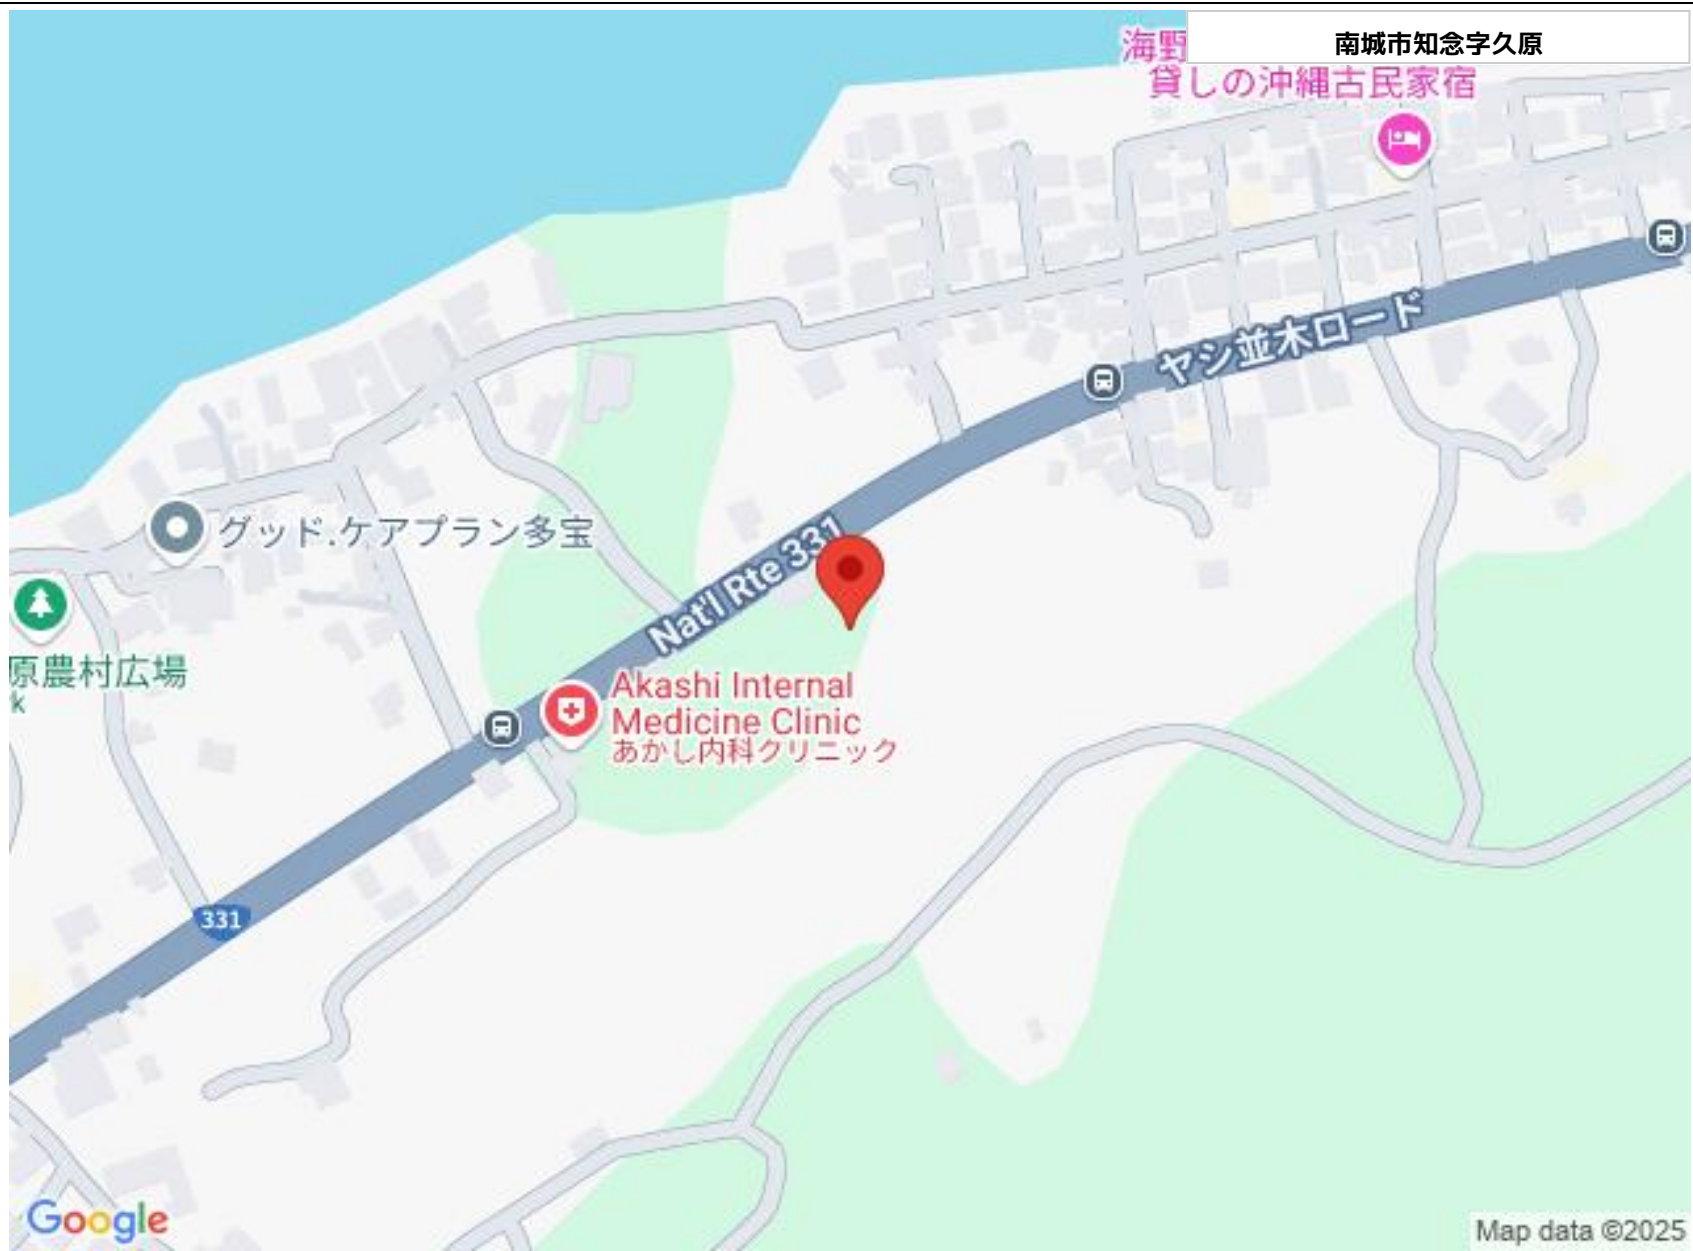 南城市知念字久原
海野
貸しの沖縄古民家宿
ヤシ並木ロード
グッド.ケアプラン多宝
Nat'l Rte 331
原農村広場
k
Akashi Internal
Medicine Clinic
あかし内科クリニック
331
Google
Map data ©2025